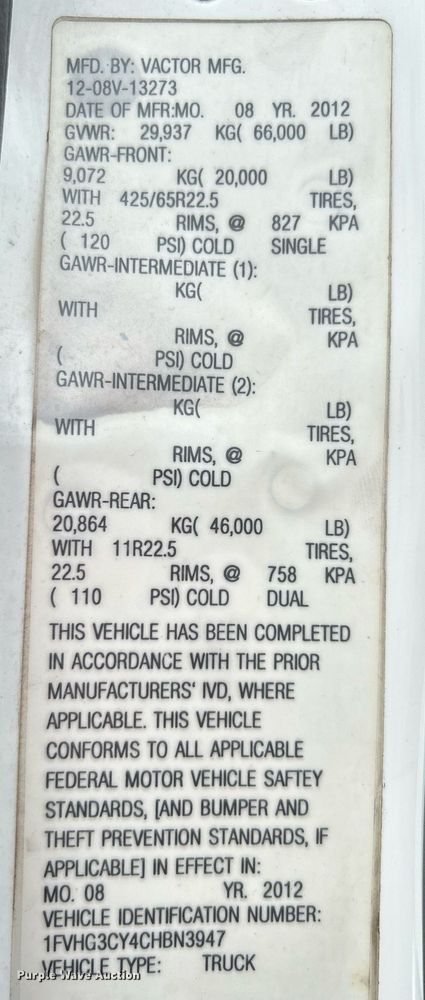 MFD. BY: VACTOR MFG.
12-08V-13273
DATE OF MFR:MO. 08 YR. 2012
GVWR: 29,937 KG( 66,000 LB)
GAWR-FRONT:
9,072 KG( 20,000 LB)
WITH 425/65R22.5 TIRES,
22.5 RIMS, @ 827 KPA
( 120 PSI) COLD SINGLE
GAWR-INTERMEDIATE (1):
KG( LB)
WITH TIRES,
RIMS, @ KPA
( PSI) COLD
GAWR-INTERMEDIATE (2):
KG( LB)
WITH TIRES,
RIMS, @ KPA
( PSI) COLD
GAWR-REAR:
20,864 KG( 46,000 LB)
WITH 11R22.5 TIRES,
22.5 RIMS, @ 758 KPA
( 110 PSI) COLD DUAL
THIS VEHICLE HAS BEEN COMPLETED
IN ACCORDANCE WITH THE PRIOR
MANUFACTURERS' IVD, WHERE
APPLICABLE. THIS VEHICLE
CONFORMS TO ALL APPLICABLE
FEDERAL MOTOR VEHICLE SAFTEY
STANDARDS, [AND BUMPER AND
THEFT PREVENTION STANDARDS, IF
APPLICABLE] IN EFFECT IN:
MO. 08 YR. 2012
VEHICLE IDENTIFICATION NUMBER:
1FVHG3CY4CHBN3947
VEHICLE TYPE: TRUCK
Purple Wave Auction